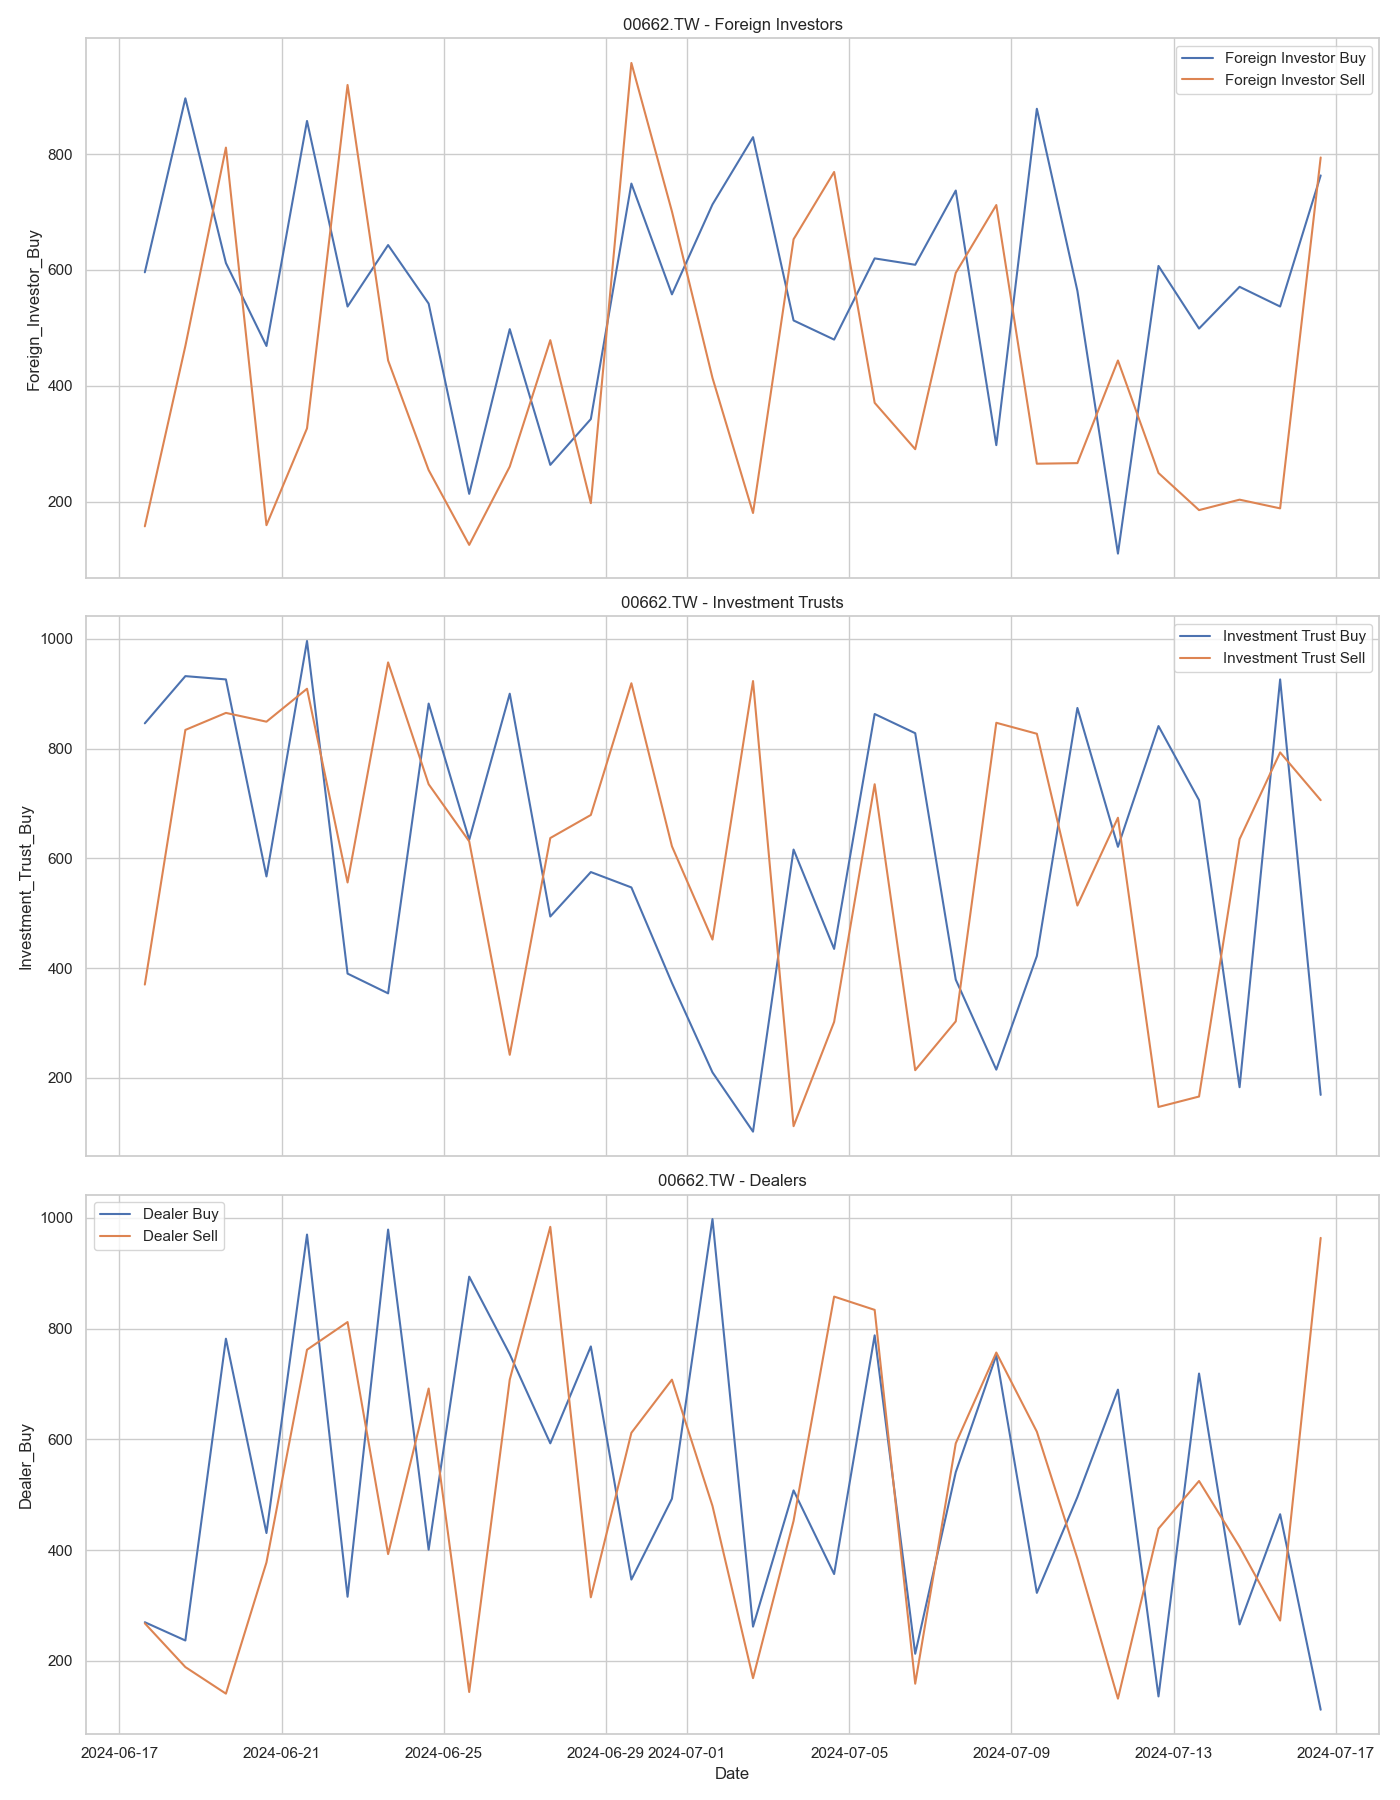 00662.TW - Foreign Investors
Foreign Investor Buy
Foreign Investor Sell
800
600
400
200
Foreign_Investor_Buy
00662.TW - Investment Trusts
Investment Trust Buy
Investment Trust Sell
1000
800
600
400
200
Investment_Trust_Buy
00662.TW - Dealers
Dealer Buy
Dealer Sell
1000
800
600
400
200
Dealer_Buy
2024-06-17 2024-06-21 2024-06-25 2024-06-29 2024-07-01 2024-07-05 2024-07-09 2024-07-13 2024-07-17
Date